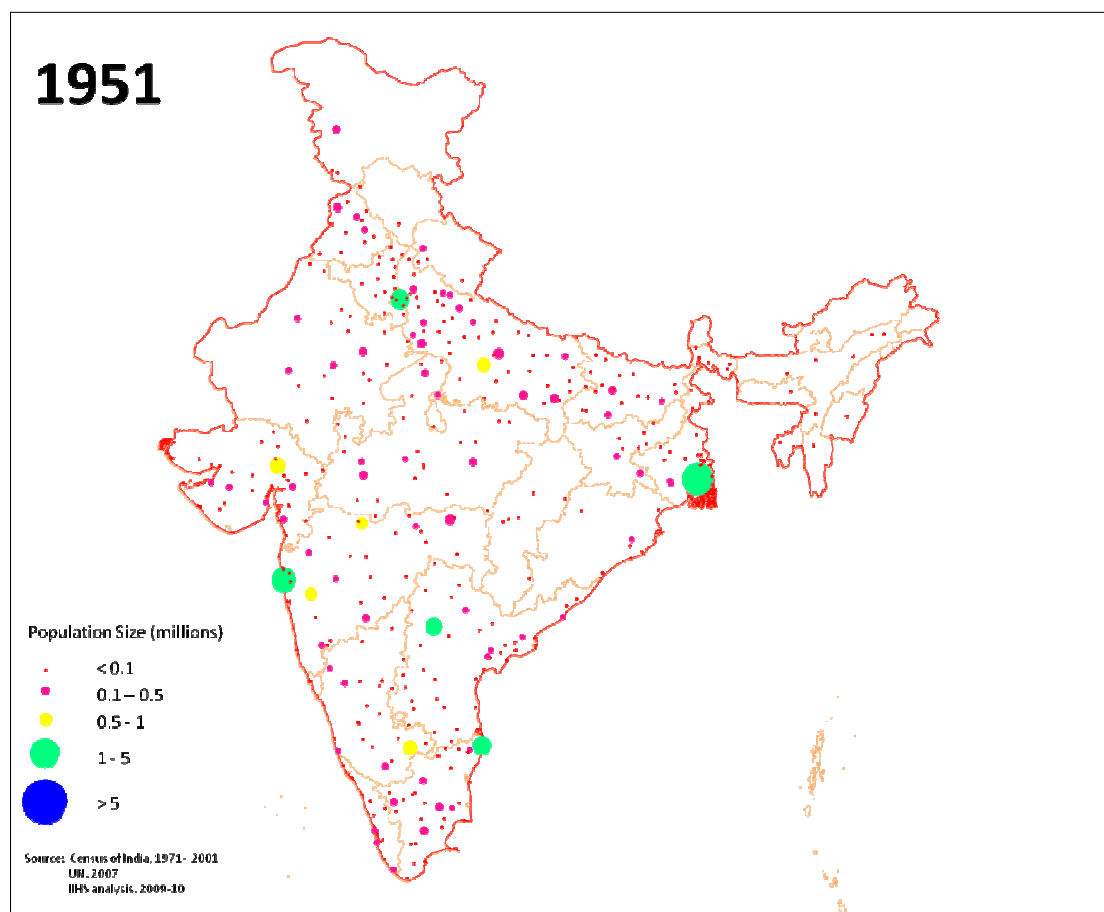 1951
Population Size (millions)
<0.1
0.1 – 0.5
0.5 - 1
1 - 5
>5
Source: Census of India, 1971- 2001
UN, 2007
IIHS analysis, 2009-10